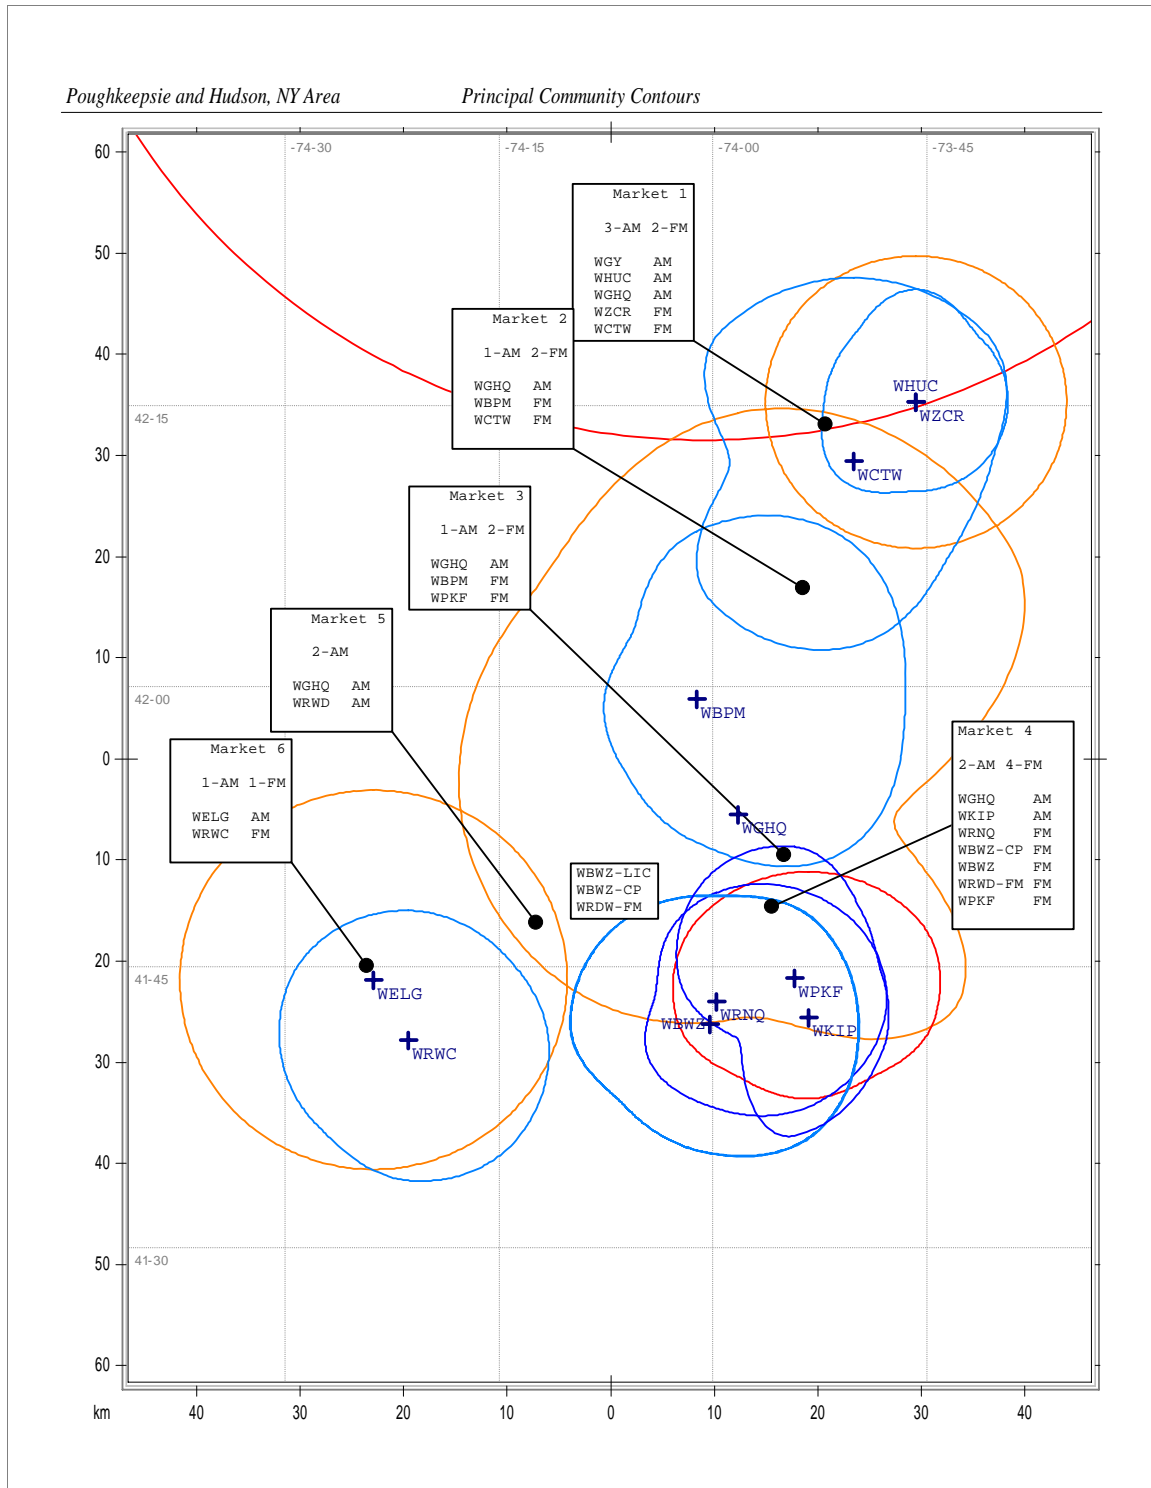 Poughkeepsie and Hudson, NY Area Principal Community Contours
-74-30 -74-15 -74-00 -73-45
60
50
40
30
20
10
0
10
20
30
40
50
60
42-15
42-00
41-45
41-30
Market 1
3-AM 2-FM
WGY AM
WHUC AM
WGHQ AM
WZCR FM
WCTW FM
Market 2
1-AM 2-FM
WGHQ AM
WBPM FM
WCTW FM
WHUC
WZCR
WCTW
Market 3
1-AM 2-FM
WGHQ AM
WBPM FM
WPKF FM
Market 5
2-AM
WGHQ AM
WRWD AM
WBPM
Market 4
2-AM 4-FM
WGHQ AM
WKIP AM
WRNQ FM
WBWZ-CP FM
WBWZ FM
WRWD-FM FM
WPKF FM
Market 6
1-AM 1-FM
WELG AM
WRWC FM
WGHQ
WBWZ-LIC
WBWZ-CP
WRDW-FM
WELG
WRWC
WPKF
WRNQ
WBWZ
WKIP
km 40 30 20 10 0 10 20 30 40